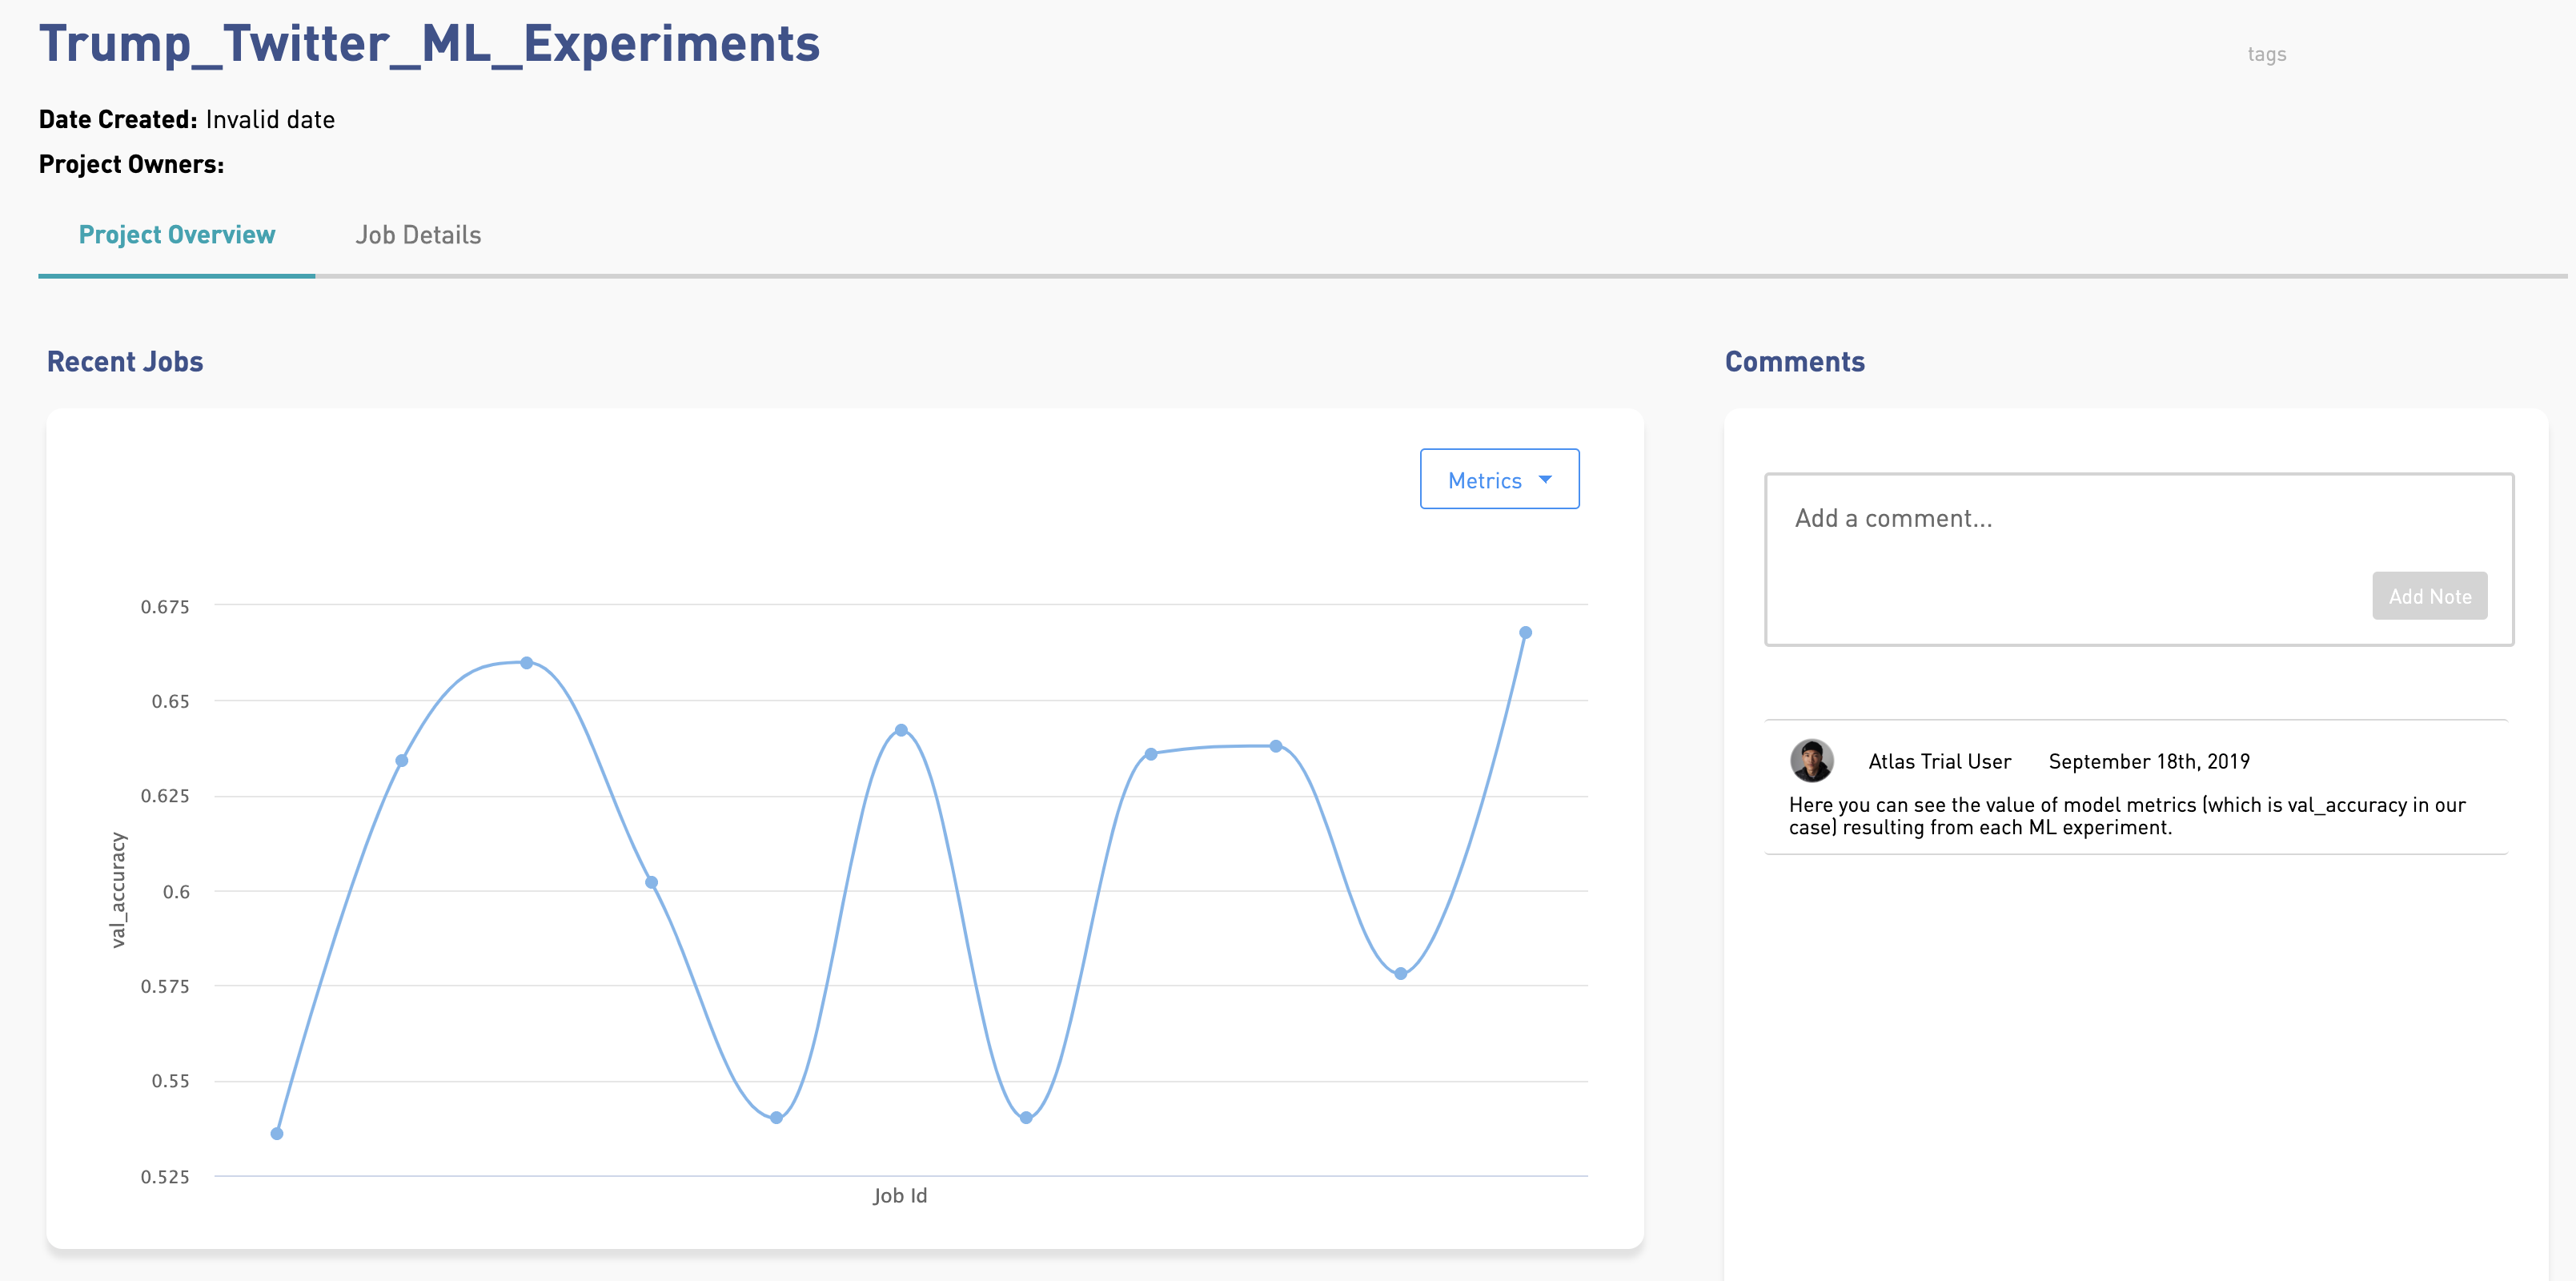 Trump_Twitter_ML_Experiments
tags
Date Created: Invalid date
Project Owners:
Project Overview
Job Details
Recent Jobs
Metrics
0.675
0.65
0.625
0.6
0.575
0.55
0.525
val_accuracy
Job Id
Comments
Add a comment...
Add Note
Atlas Trial User September 18th, 2019
Here you can see the value of model metrics (which is val_accuracy in our
case) resulting from each ML experiment.